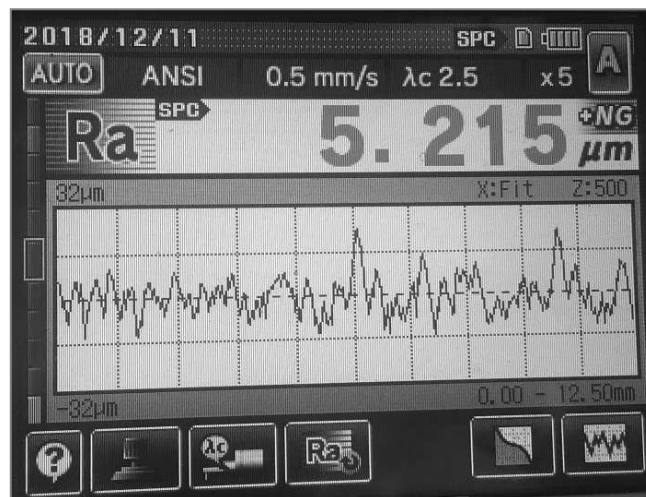 2018/12/11 SPC
AUTO ANSI 0.5 mm/s λc 2.5 x5 A
Ra SPC 5.215 +NG
μm
32μm X:Fit Z:500
-32μm 0.00 - 12.50mm
? λc Ra